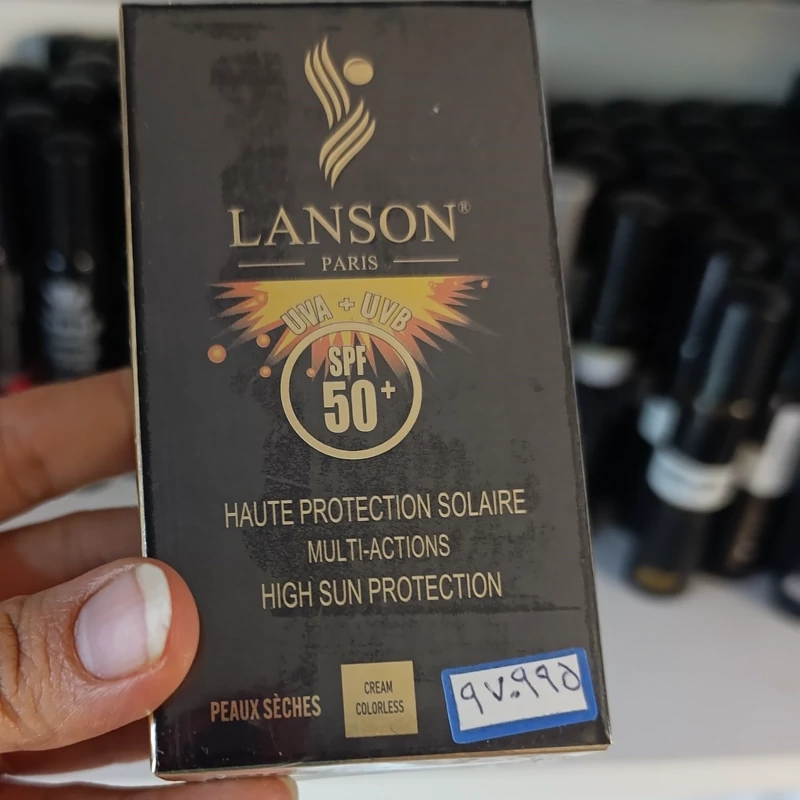 LANSON®
PARIS
UVA + UVB
SPF
50+
HAUTE PROTECTION SOLAIRE
MULTI-ACTIONS
HIGH SUN PROTECTION
PEAUX SÈCHES
CREAM
COLORLESS
۹۷.۹۹۵